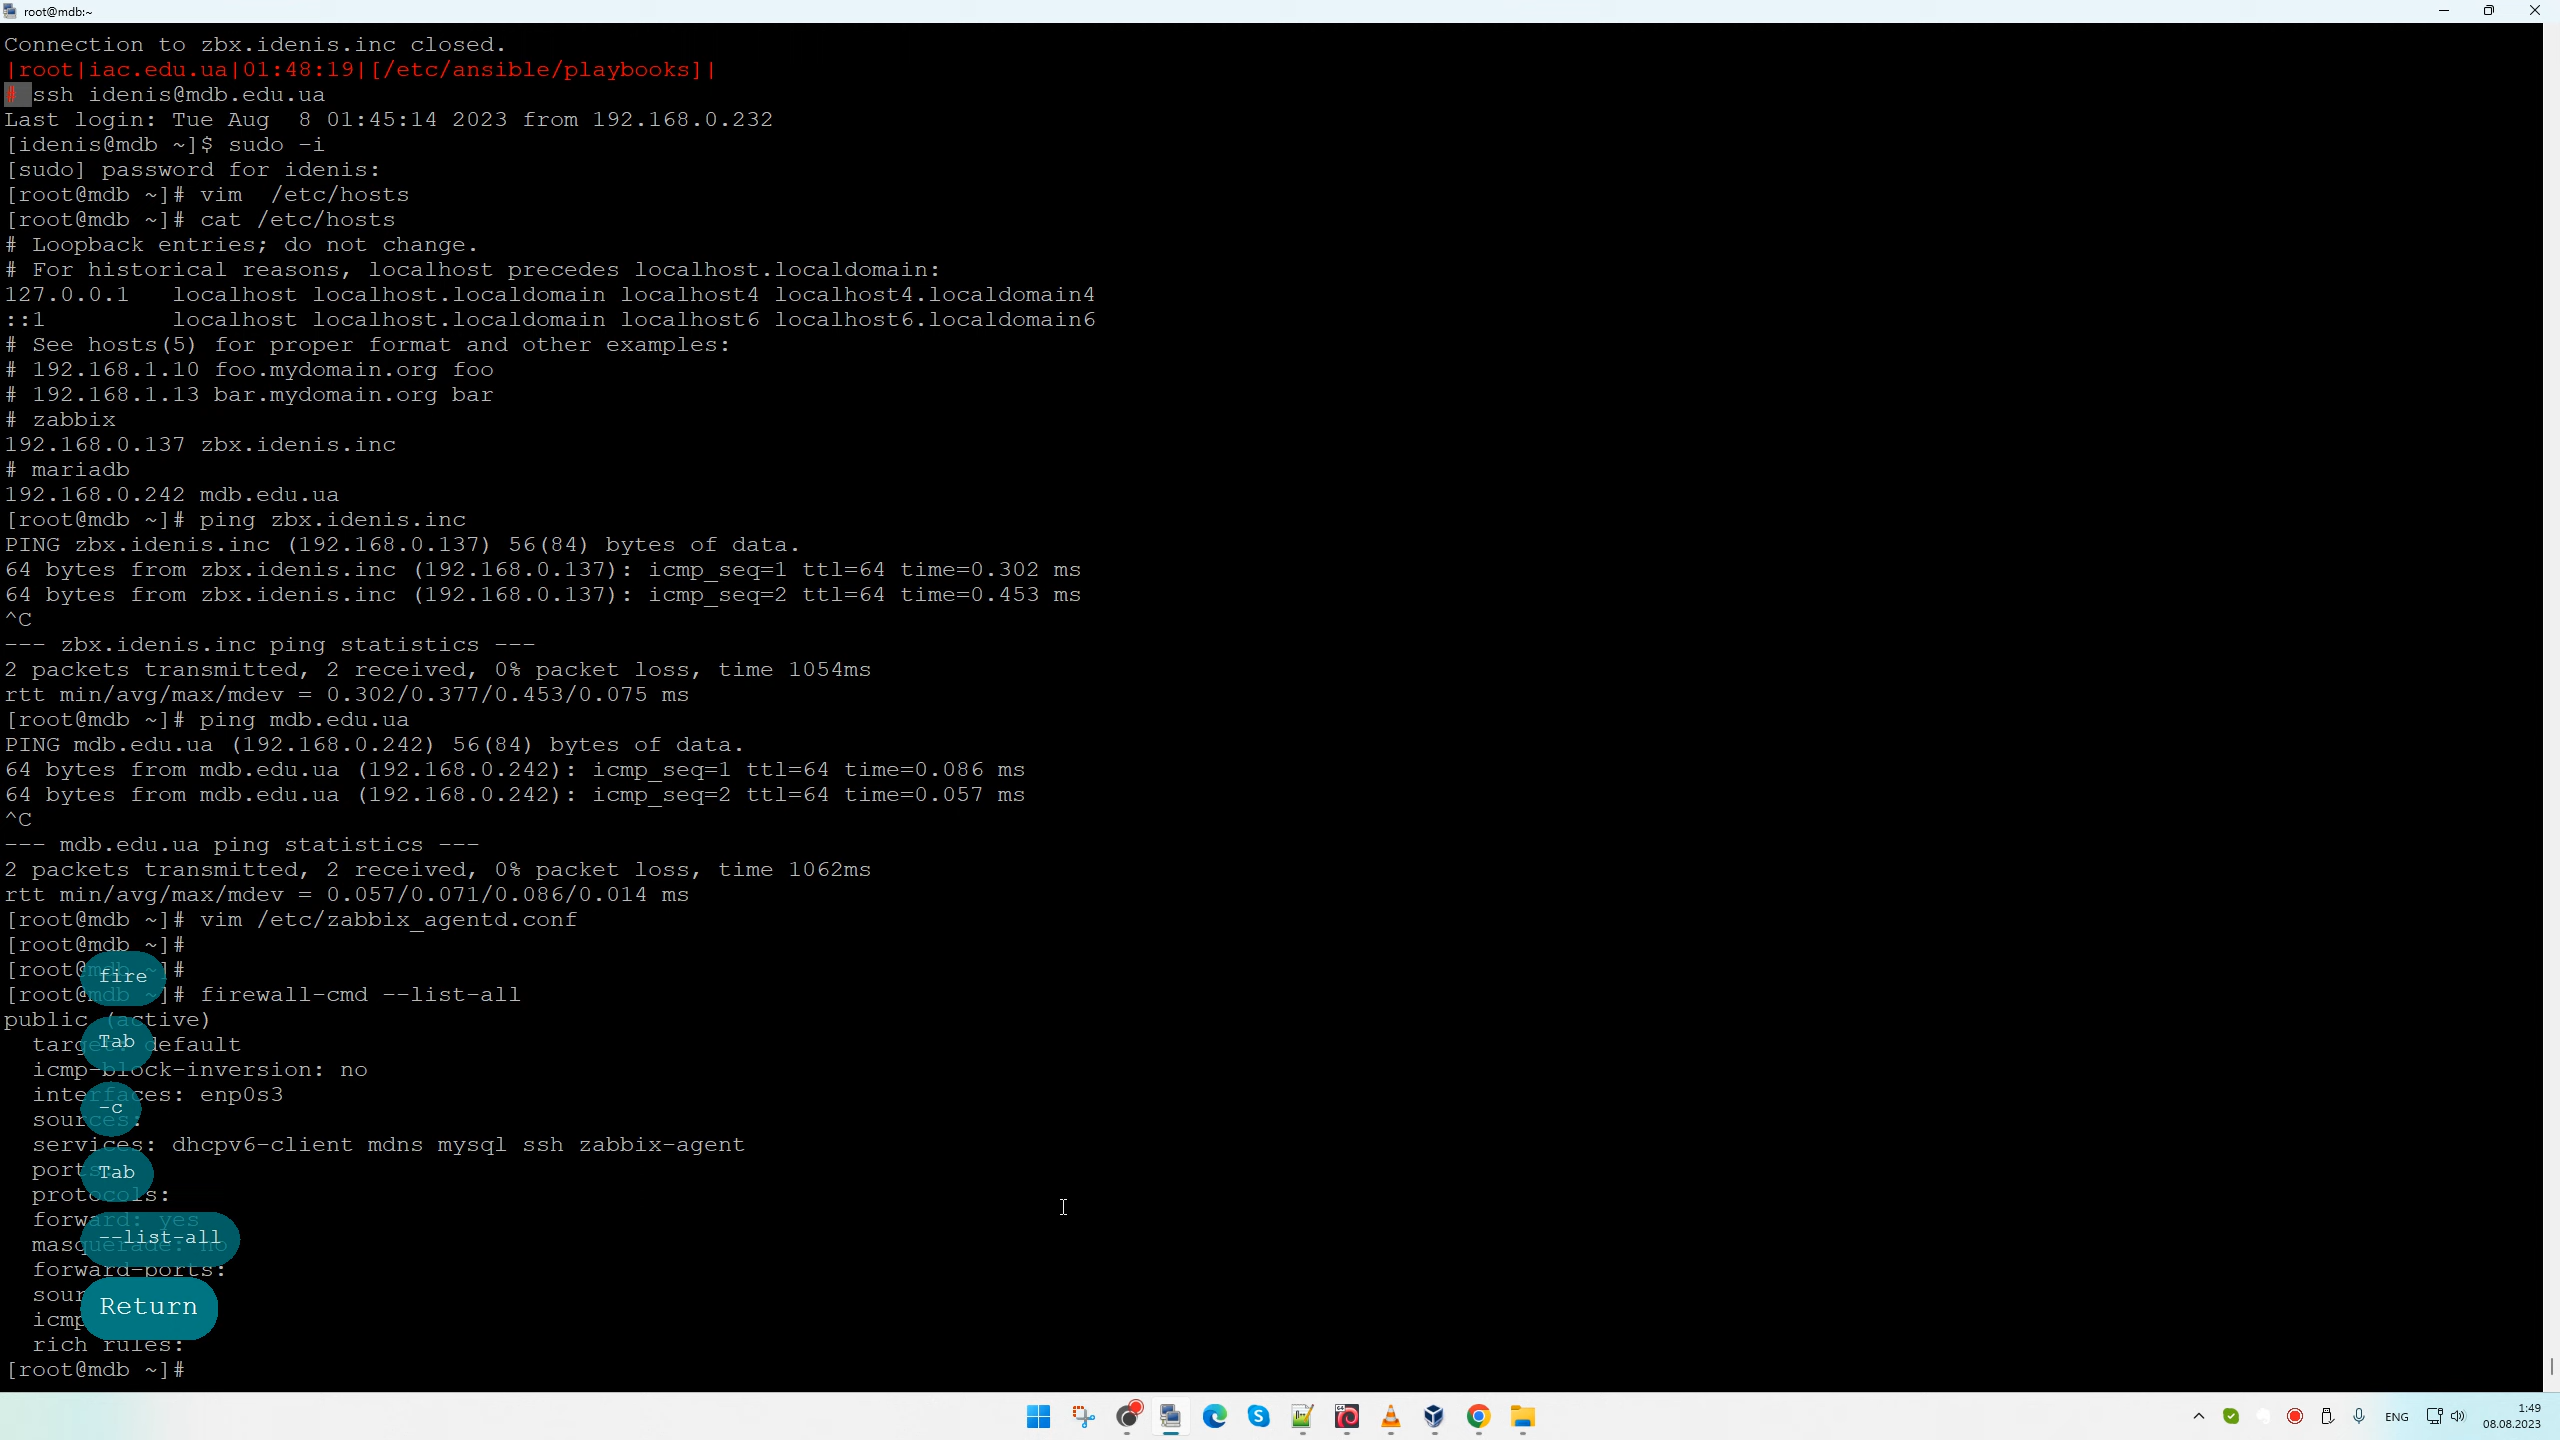 root@mdb:~
Connection to zbx.idenis.inc closed.
|root|iac.edu.ua|01:48:19|[/etc/ansible/playbooks]|
# ssh idenis@mdb.edu.ua
Last login: Tue Aug  8 01:45:14 2023 from 192.168.0.232
[idenis@mdb ~]$ sudo -i
[sudo] password for idenis:
[root@mdb ~]# vim  /etc/hosts
[root@mdb ~]# cat /etc/hosts
# Loopback entries; do not change.
# For historical reasons, localhost precedes localhost.localdomain:
127.0.0.1   localhost localhost.localdomain localhost4 localhost4.localdomain4
::1         localhost localhost.localdomain localhost6 localhost6.localdomain6
# See hosts(5) for proper format and other examples:
# 192.168.1.10 foo.mydomain.org foo
# 192.168.1.13 bar.mydomain.org bar
# zabbix
192.168.0.137 zbx.idenis.inc
# mariadb
192.168.0.242 mdb.edu.ua
[root@mdb ~]# ping zbx.idenis.inc
PING zbx.idenis.inc (192.168.0.137) 56(84) bytes of data.
64 bytes from zbx.idenis.inc (192.168.0.137): icmp_seq=1 ttl=64 time=0.302 ms
64 bytes from zbx.idenis.inc (192.168.0.137): icmp_seq=2 ttl=64 time=0.453 ms
^C
--- zbx.idenis.inc ping statistics ---
2 packets transmitted, 2 received, 0% packet loss, time 1054ms
rtt min/avg/max/mdev = 0.302/0.377/0.453/0.075 ms
[root@mdb ~]# ping mdb.edu.ua
PING mdb.edu.ua (192.168.0.242) 56(84) bytes of data.
64 bytes from mdb.edu.ua (192.168.0.242): icmp_seq=1 ttl=64 time=0.086 ms
64 bytes from mdb.edu.ua (192.168.0.242): icmp_seq=2 ttl=64 time=0.057 ms
^C
--- mdb.edu.ua ping statistics ---
2 packets transmitted, 2 received, 0% packet loss, time 1062ms
rtt min/avg/max/mdev = 0.057/0.071/0.086/0.014 ms
[root@mdb ~]# vim /etc/zabbix_agentd.conf
[root@mdb ~]#
[root@mdb ~]#
fire
[root@mdb ~]# firewall-cmd --list-all
public (active)
Tab
target: default
icmp-block-inversion: no
interfaces: enp0s3
-c
sources:
services: dhcpv6-client mdns mysql ssh zabbix-agent
ports
Tab
protocols:
forward: yes
--list-all
masquerade: no
forward-ports:
sour
Return
icmp
rich rules:
[root@mdb ~]#
ENG
1:49
08.08.2023